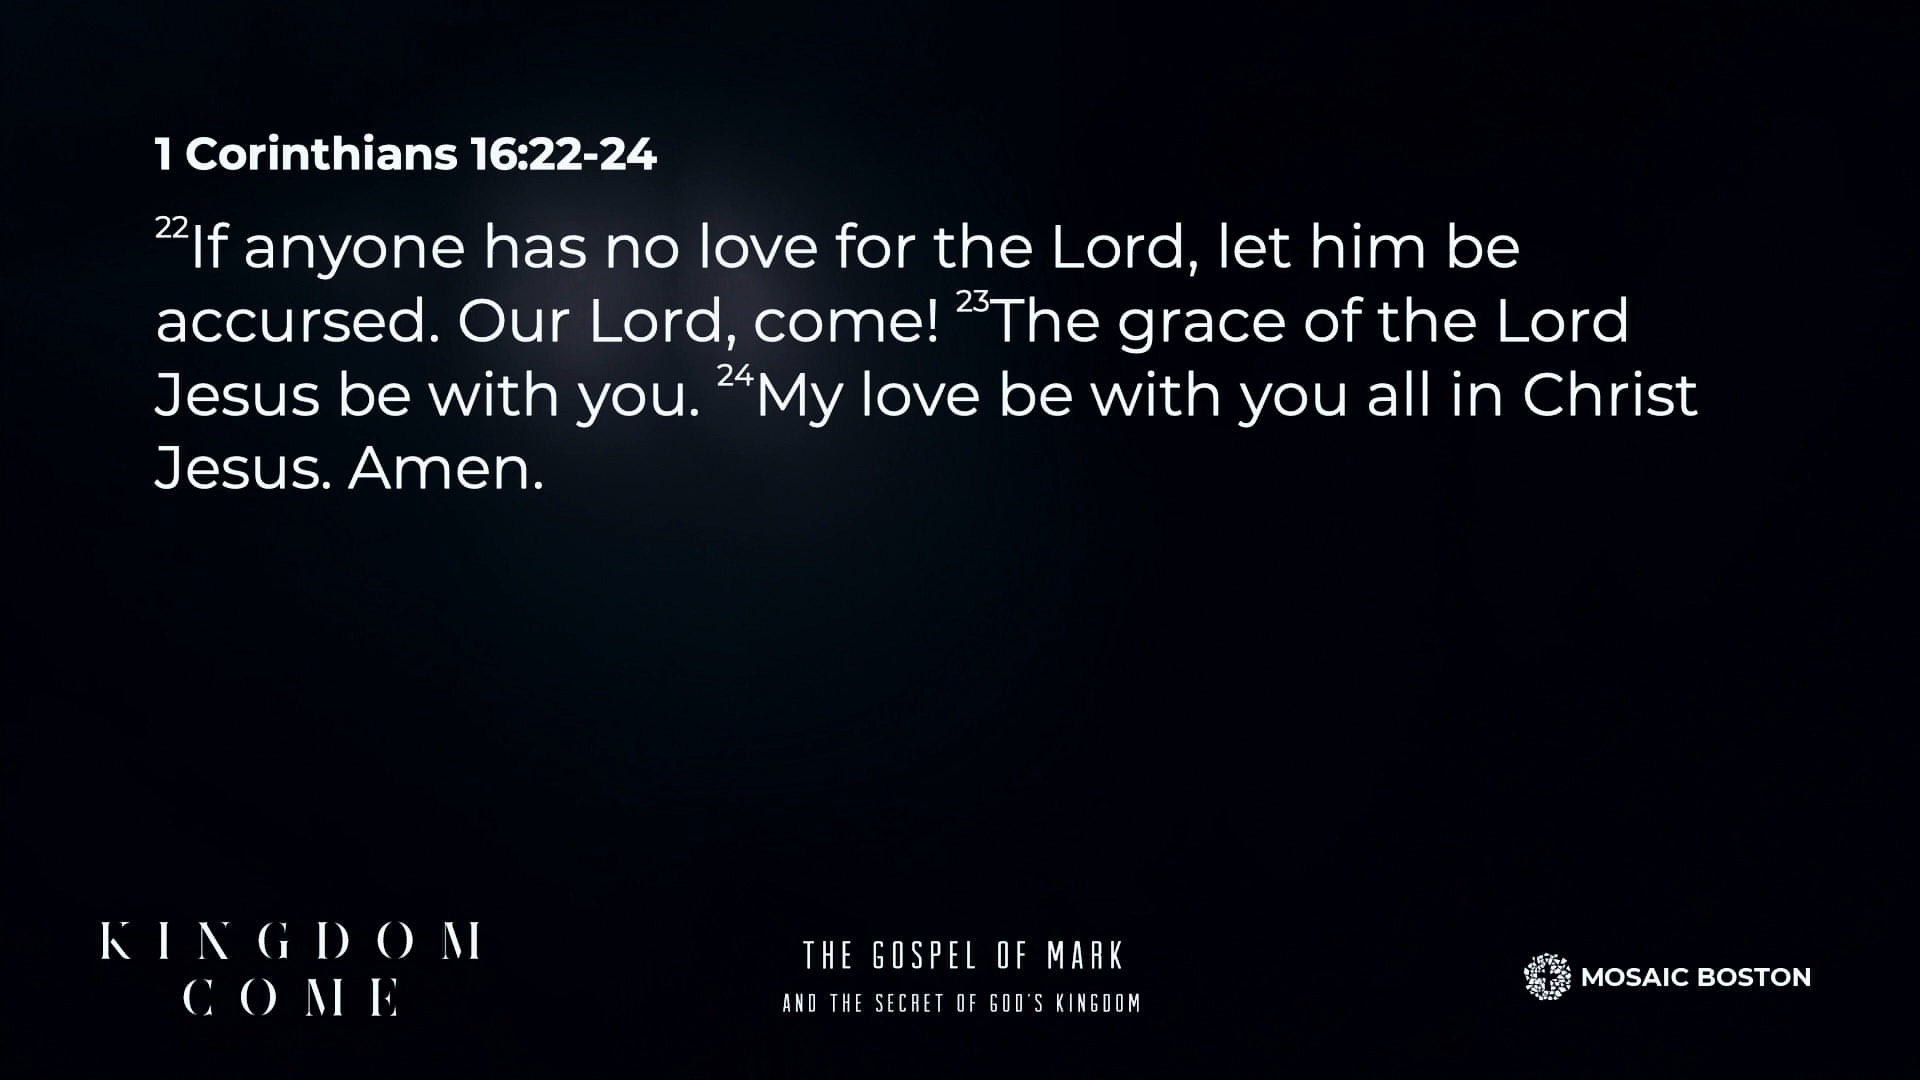 1 Corinthians 16:22-24
22If anyone has no love for the Lord, let him be
accursed. Our Lord, come! 23The grace of the Lord
Jesus be with you. 24My love be with you all in Christ
Jesus. Amen.
KINGDOM
COME
THE GOSPEL OF MARK
AND THE SECRET OF GOD'S KINGDOM
MOSAIC BOSTON